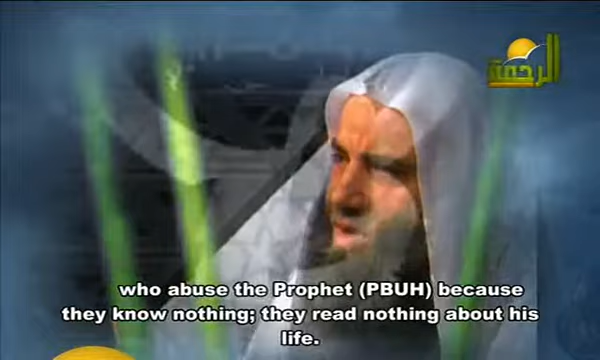 الرحمة
who abuse the Prophet (PBUH) because
they know nothing; they read nothing about his
life.